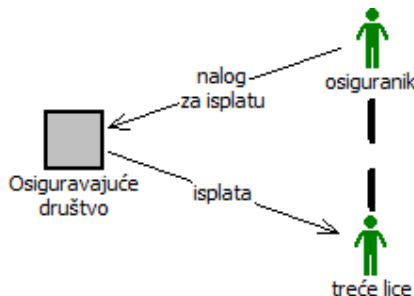 nalog
za isplatu
osiguranik
Osiguravajuće
društvo
isplata
treće lice